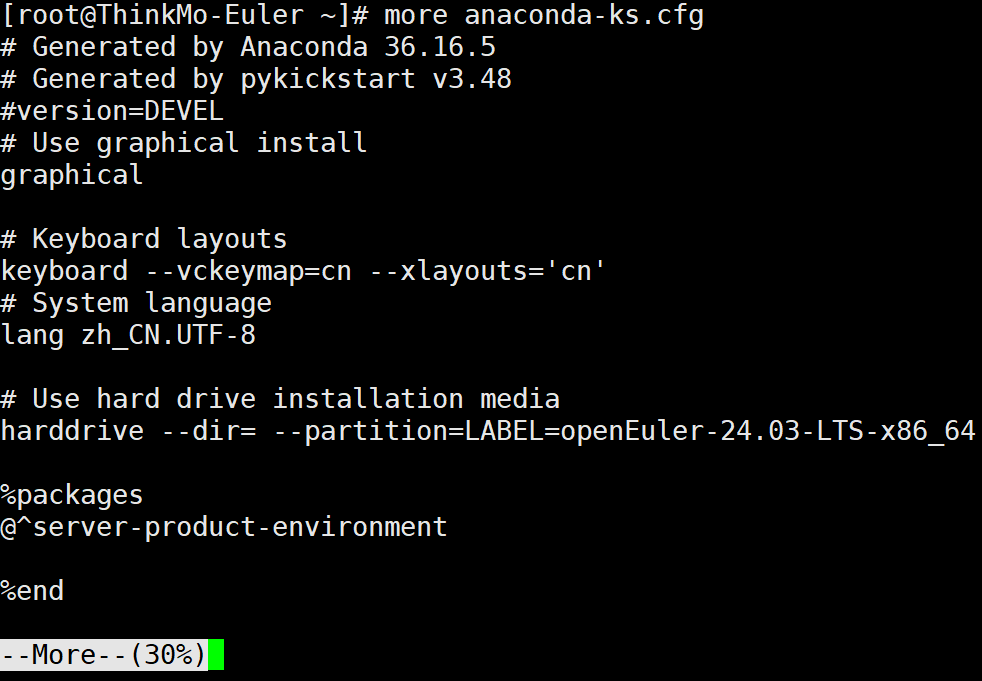 [root@ThinkMo-Euler ~]# more anaconda-ks.cfg
# Generated by Anaconda 36.16.5
# Generated by pykickstart v3.48
#version=DEVEL
# Use graphical install
graphical
# Keyboard layouts
keyboard --vckeymap=cn --xlayouts='cn'
# System language
lang zh_CN.UTF-8
# Use hard drive installation media
harddrive --dir= --partition=LABEL=openEuler-24.03-LTS-x86_64
%packages
@^server-product-environment
%end
--More--(30%)